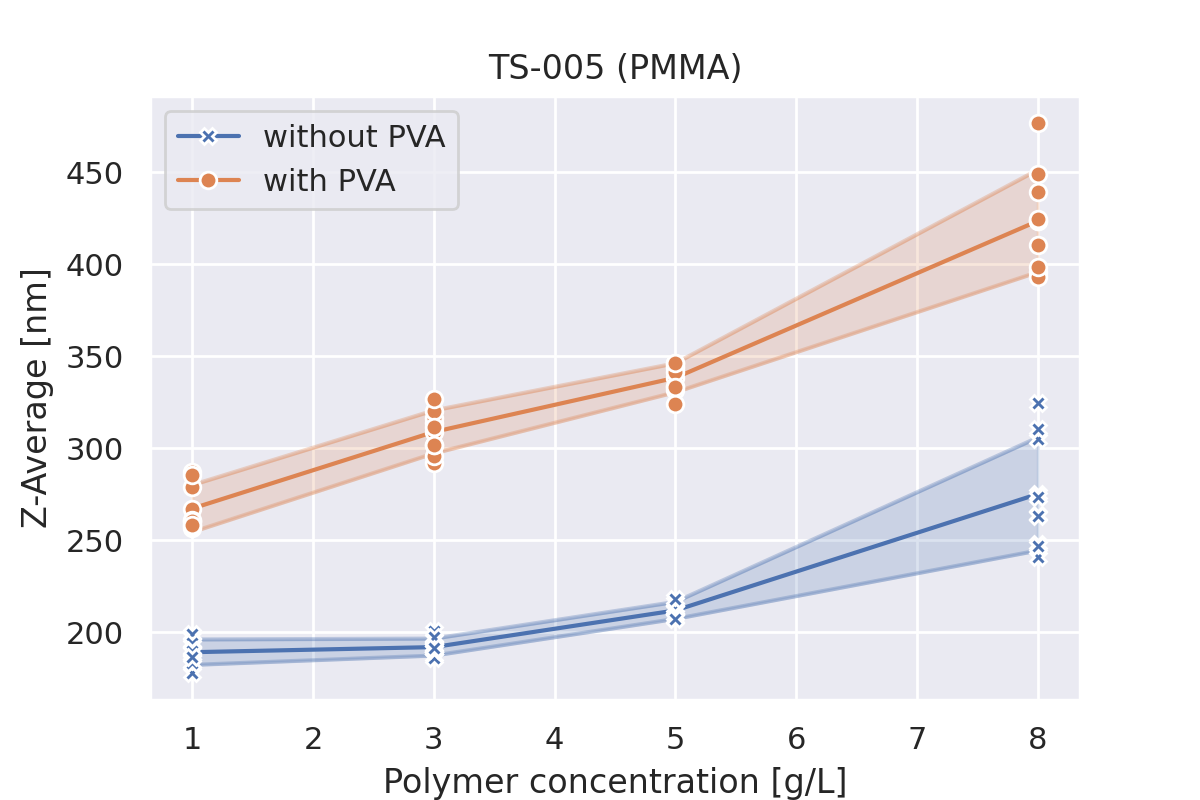 TS-005 (PMMA)
without PVA
with PVA
Z-Average [nm]
450
400
350
300
250
200
1 2 3 4 5 6 7 8
Polymer concentration [g/L]